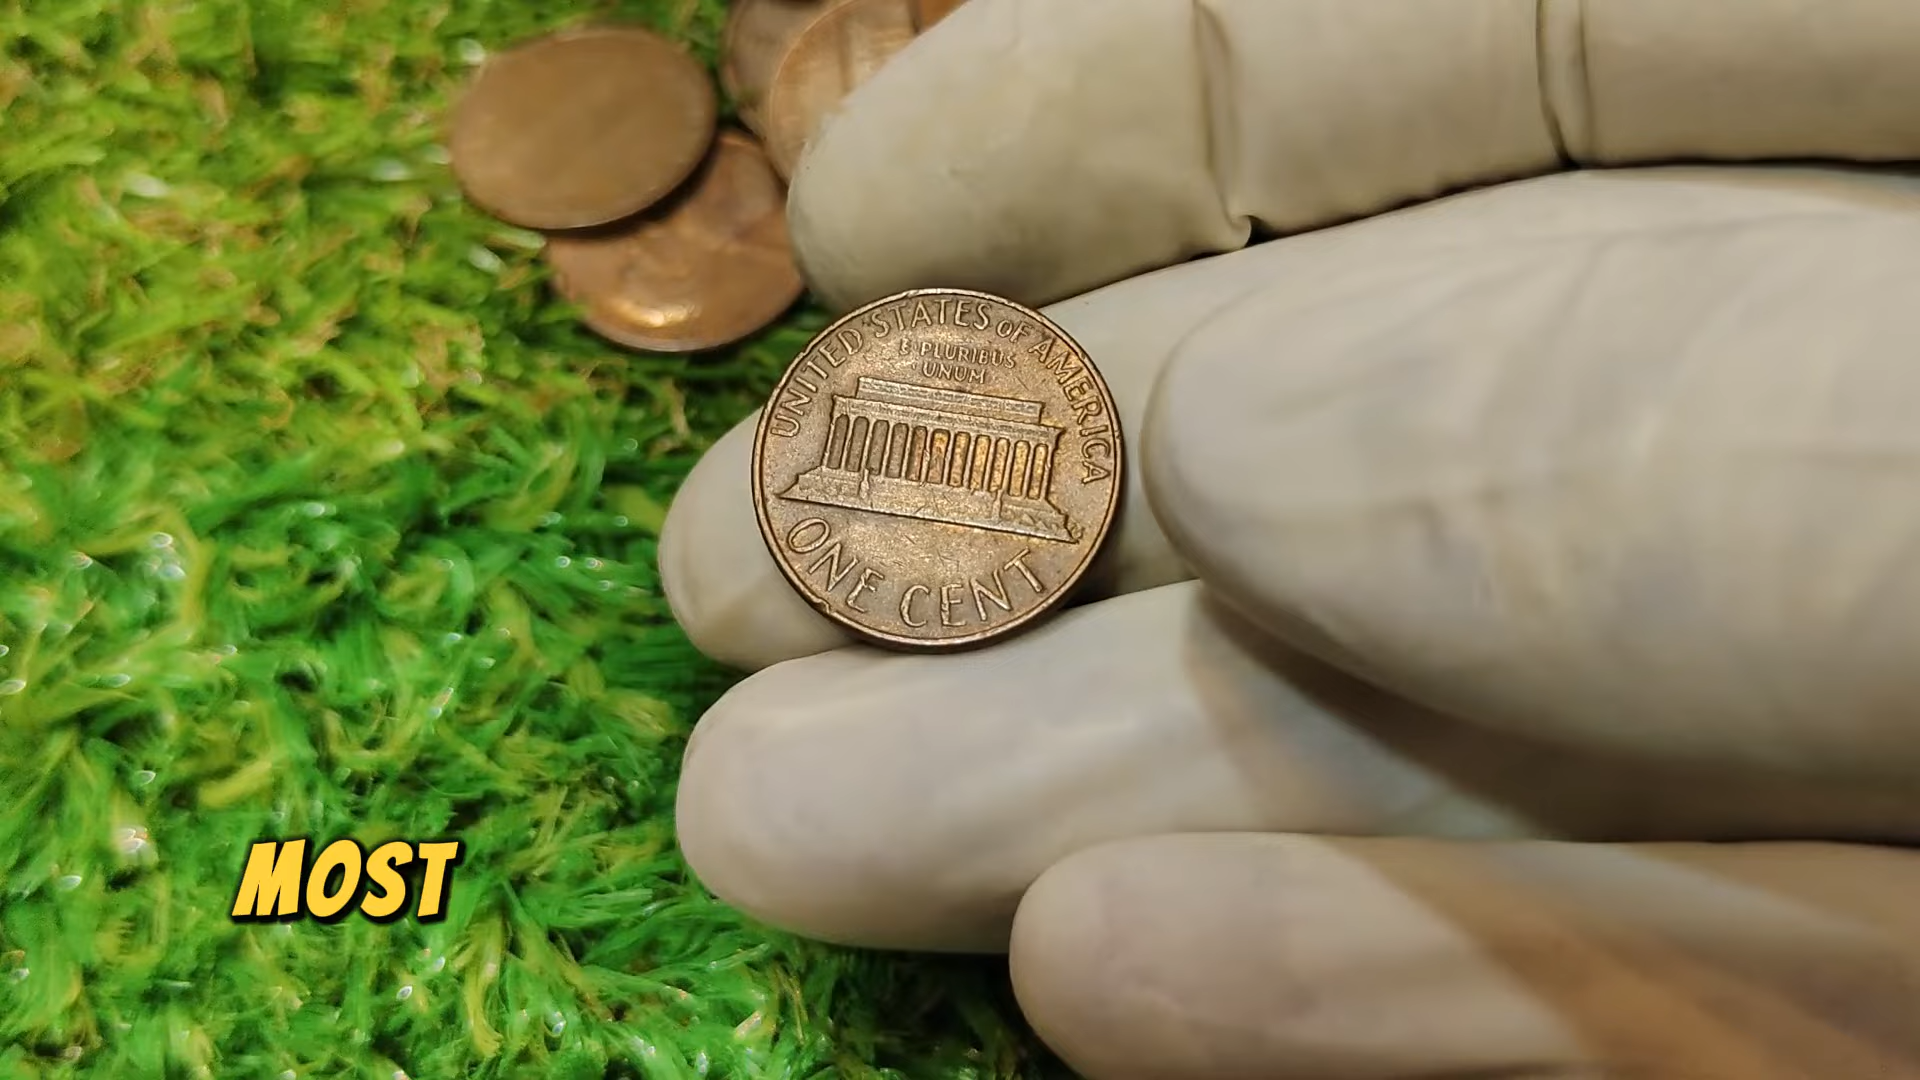 UNITED STATES OF AMERICA
E PLURIBUS
UNUM
ONE CENT
MOST